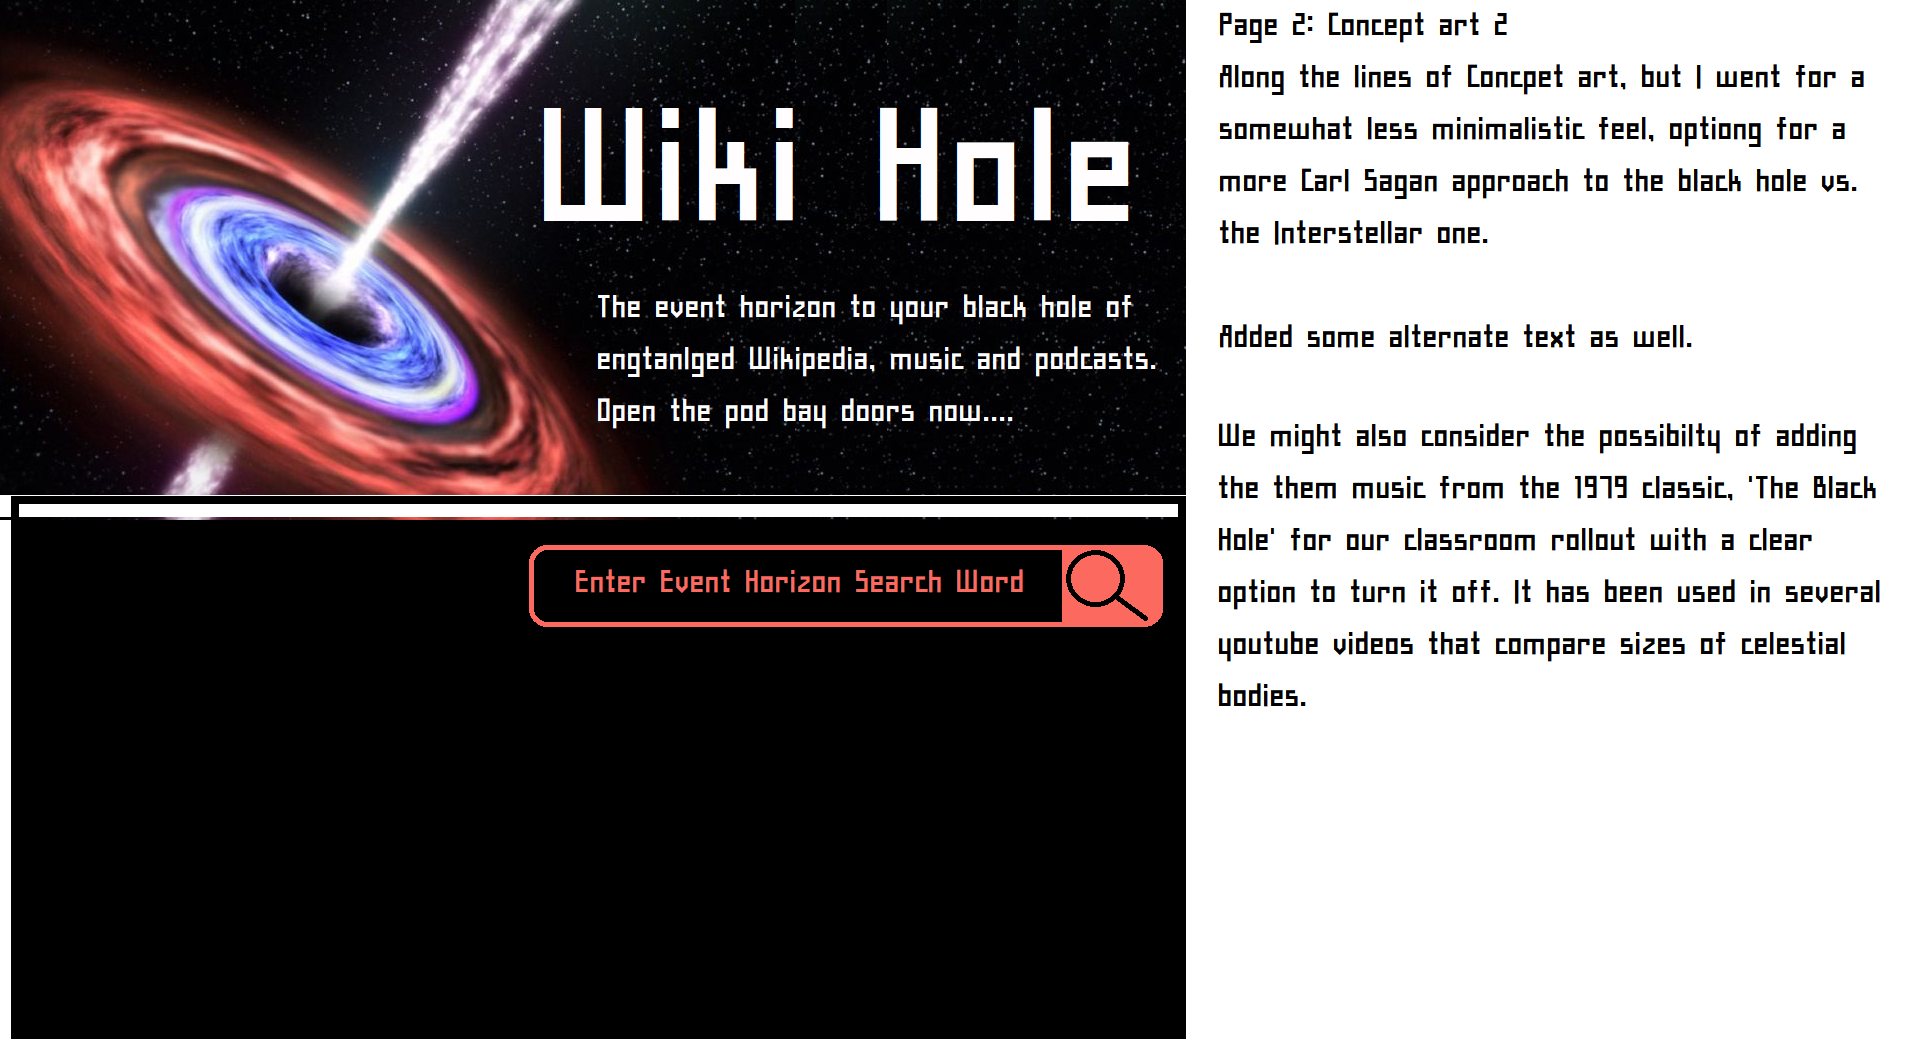 Wiki Hole
The event horizon to your black hole of
engtanlged Wikipedia, music and podcasts.
Open the pod bay doors now....
Enter Event Horizon Search Word
Page 2: Concept art 2
Along the lines of Concpet art, but I went for a
somewhat less minimalistic feel, optiong for a
more Carl Sagan approach to the black hole vs.
the Interstellar one.
Added some alternate text as well.
We might also consider the possibilty of adding
the them music from the 1979 classic, 'The Black
Hole' for our classroom rollout with a clear
option to turn it off. It has been used in several
youtube videos that compare sizes of celestial
bodies.